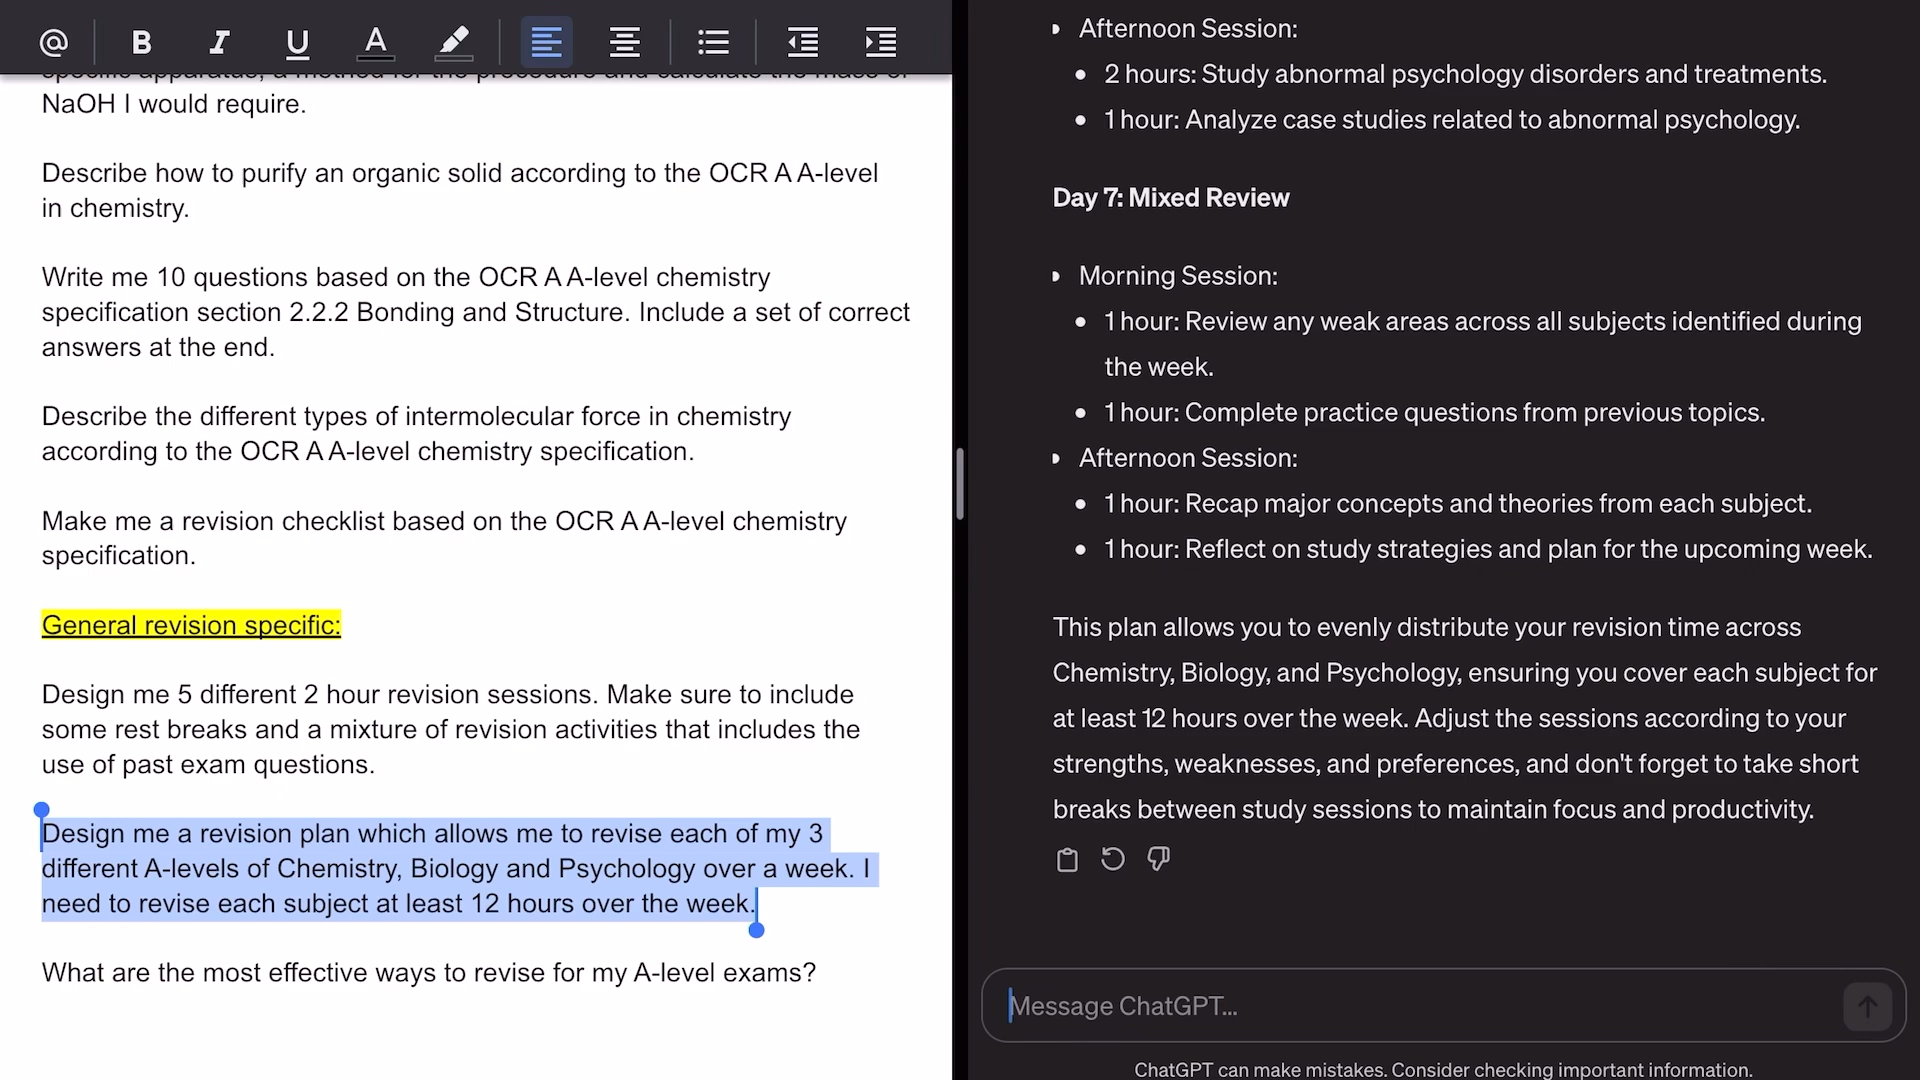 @ B I U A
specific apparatus, a method for the procedure and calculate the mass of
NaOH I would require.
Describe how to purify an organic solid according to the OCR A A-level
in chemistry.
Write me 10 questions based on the OCR A A-level chemistry
specification section 2.2.2 Bonding and Structure. Include a set of correct
answers at the end.
Describe the different types of intermolecular force in chemistry
according to the OCR A A-level chemistry specification.
Make me a revision checklist based on the OCR A A-level chemistry
specification.
General revision specific:
Design me 5 different 2 hour revision sessions. Make sure to include
some rest breaks and a mixture of revision activities that includes the
use of past exam questions.
Design me a revision plan which allows me to revise each of my 3
different A-levels of Chemistry, Biology and Psychology over a week. I
need to revise each subject at least 12 hours over the week.
What are the most effective ways to revise for my A-level exams?
Afternoon Session:
2 hours: Study abnormal psychology disorders and treatments.
1 hour: Analyze case studies related to abnormal psychology.
Day 7: Mixed Review
Morning Session:
1 hour: Review any weak areas across all subjects identified during
the week.
1 hour: Complete practice questions from previous topics.
Afternoon Session:
1 hour: Recap major concepts and theories from each subject.
1 hour: Reflect on study strategies and plan for the upcoming week.
This plan allows you to evenly distribute your revision time across
Chemistry, Biology, and Psychology, ensuring you cover each subject for
at least 12 hours over the week. Adjust the sessions according to your
strengths, weaknesses, and preferences, and don't forget to take short
breaks between study sessions to maintain focus and productivity.
Message ChatGPT...
ChatGPT can make mistakes. Consider checking important information.